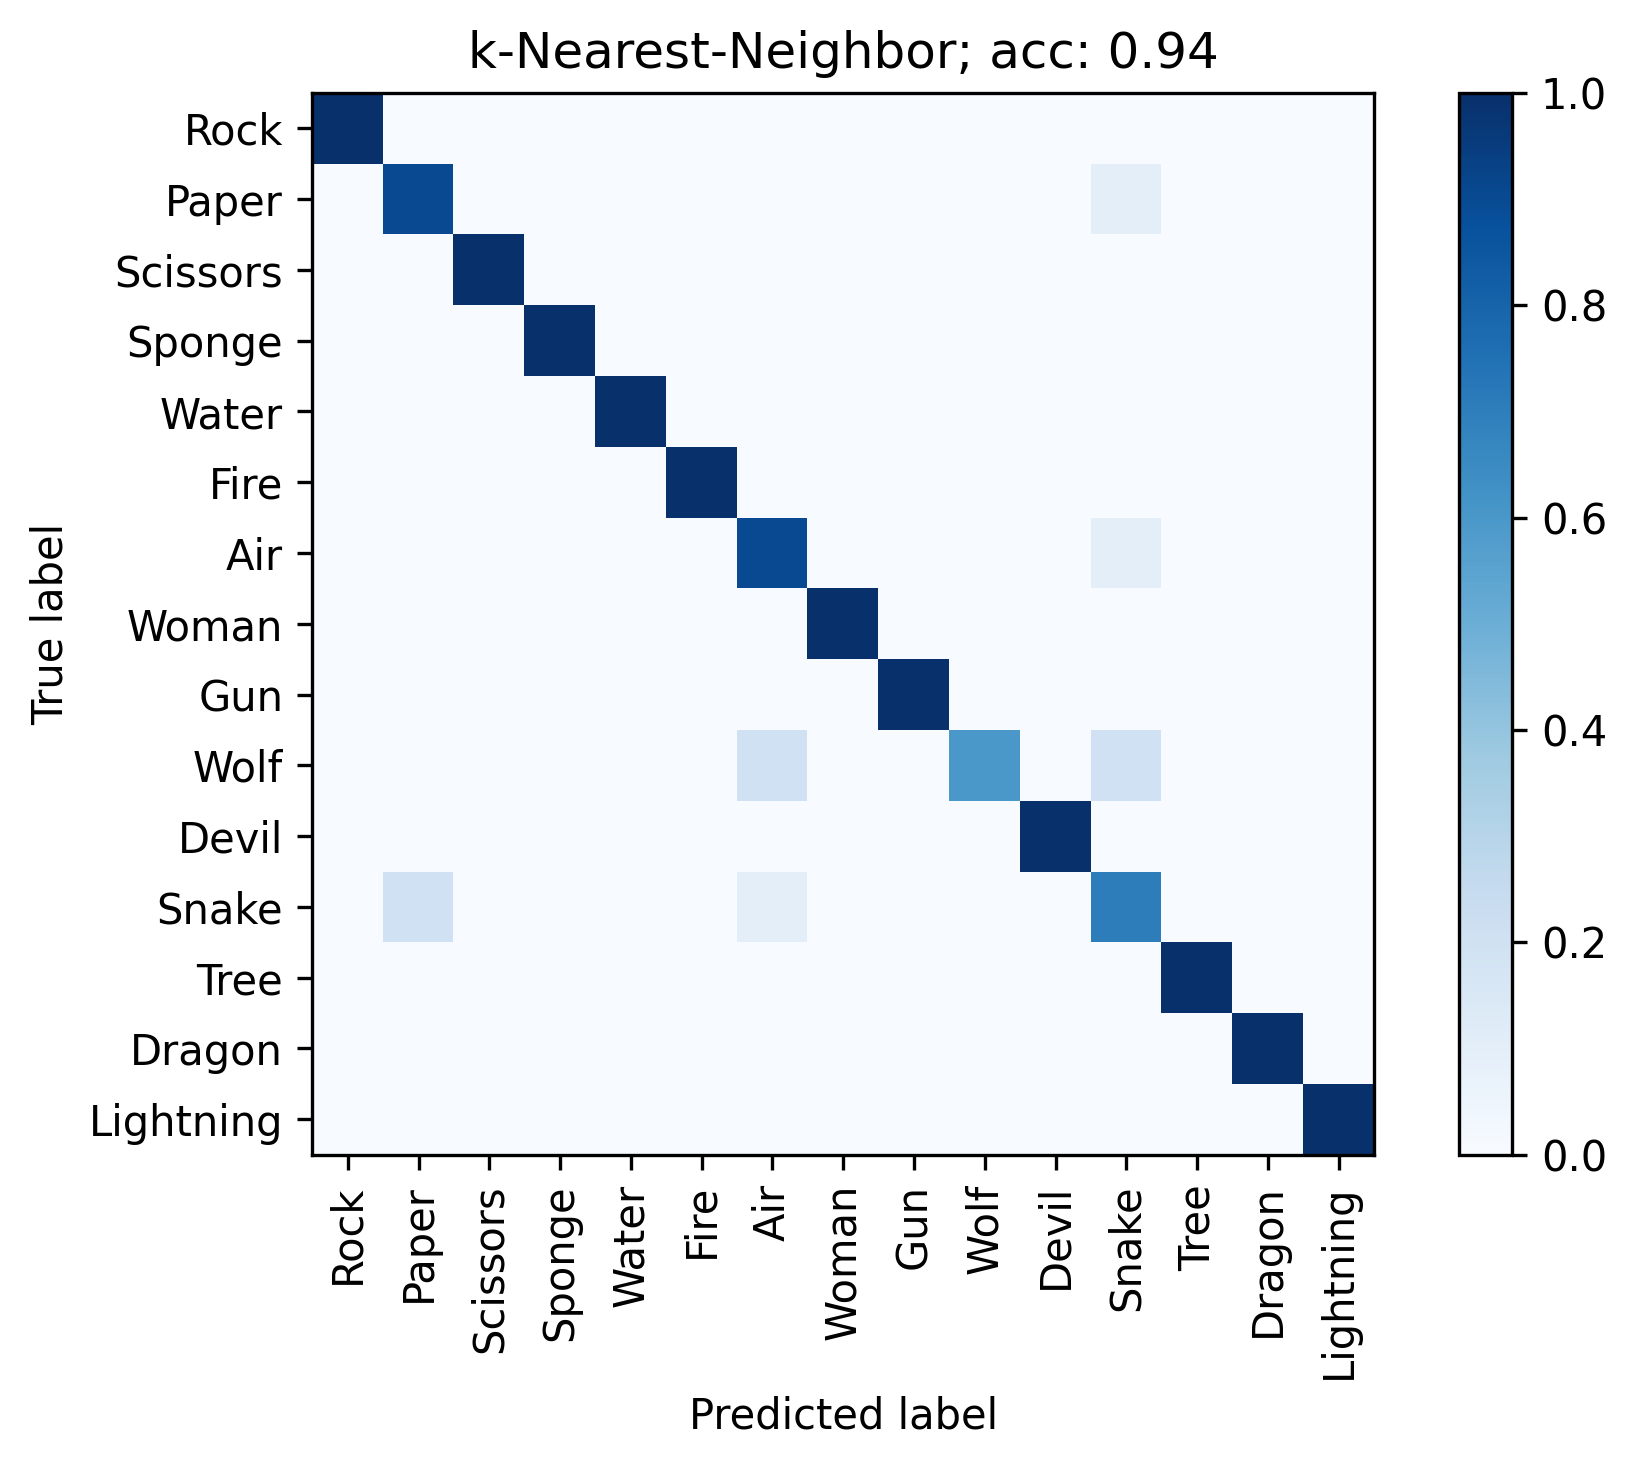 k-Nearest-Neighbor; acc: 0.94
Rock
Paper
Scissors
Sponge
Water
Fire
Air
Woman
Gun
Wolf
Devil
Snake
Tree
Dragon
Lightning
True label
Rock
Paper
Scissors
Sponge
Water
Fire
Air
Woman
Gun
Wolf
Devil
Snake
Tree
Dragon
Lightning
Predicted label
1.0
0.8
0.6
0.4
0.2
0.0